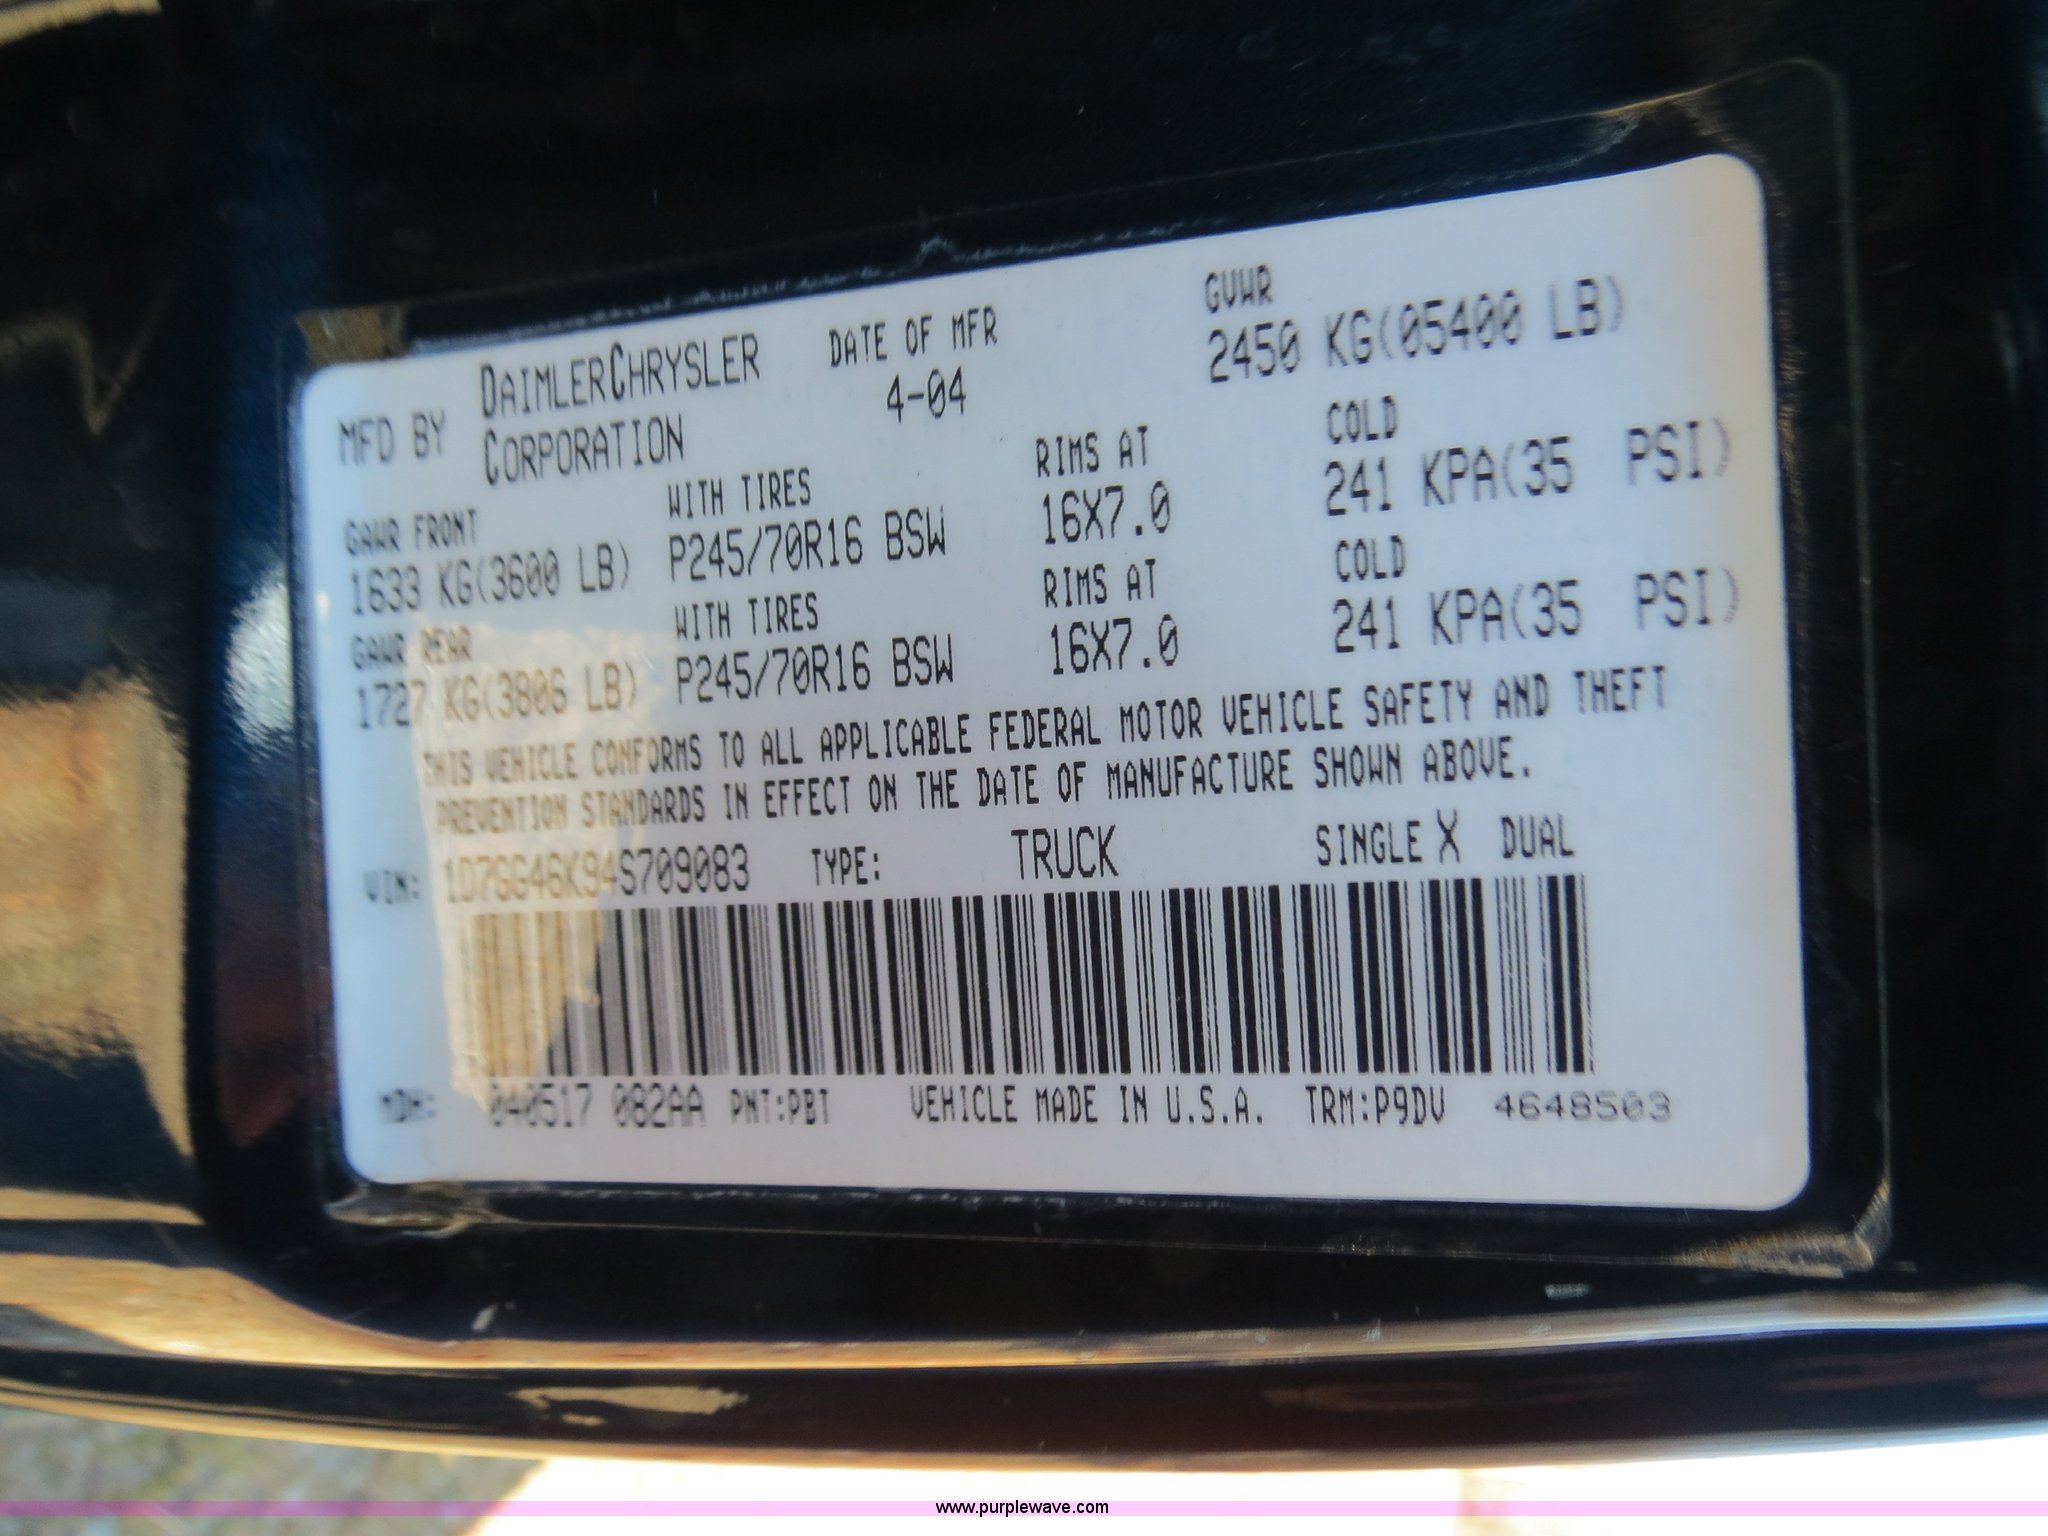 MFD BY DAIMLERCHRYSLER CORPORATION DATE OF MFR 4-04 GVWR 2450 KG(05400 LB)
GAWR FRONT WITH TIRES RIMS AT COLD
1633 KG(3600 LB) P245/70R16 BSW 16X7.0 241 KPA(35 PSI)
GAWR REAR WITH TIRES RIMS AT COLD
1727 KG(3806 LB) P245/70R16 BSW 16X7.0 241 KPA(35 PSI)
THIS VEHICLE CONFORMS TO ALL APPLICABLE FEDERAL MOTOR VEHICLE SAFETY AND THEFT
PREVENTION STANDARDS IN EFFECT ON THE DATE OF MANUFACTURE SHOWN ABOVE.
VIN: 1D7GG46K94S709083 TYPE: TRUCK SINGLE X DUAL
MDH: 040517 082AA PNT:PBT VEHICLE MADE IN U.S.A. TRM:P9DV 4648503
www.purplewave.com